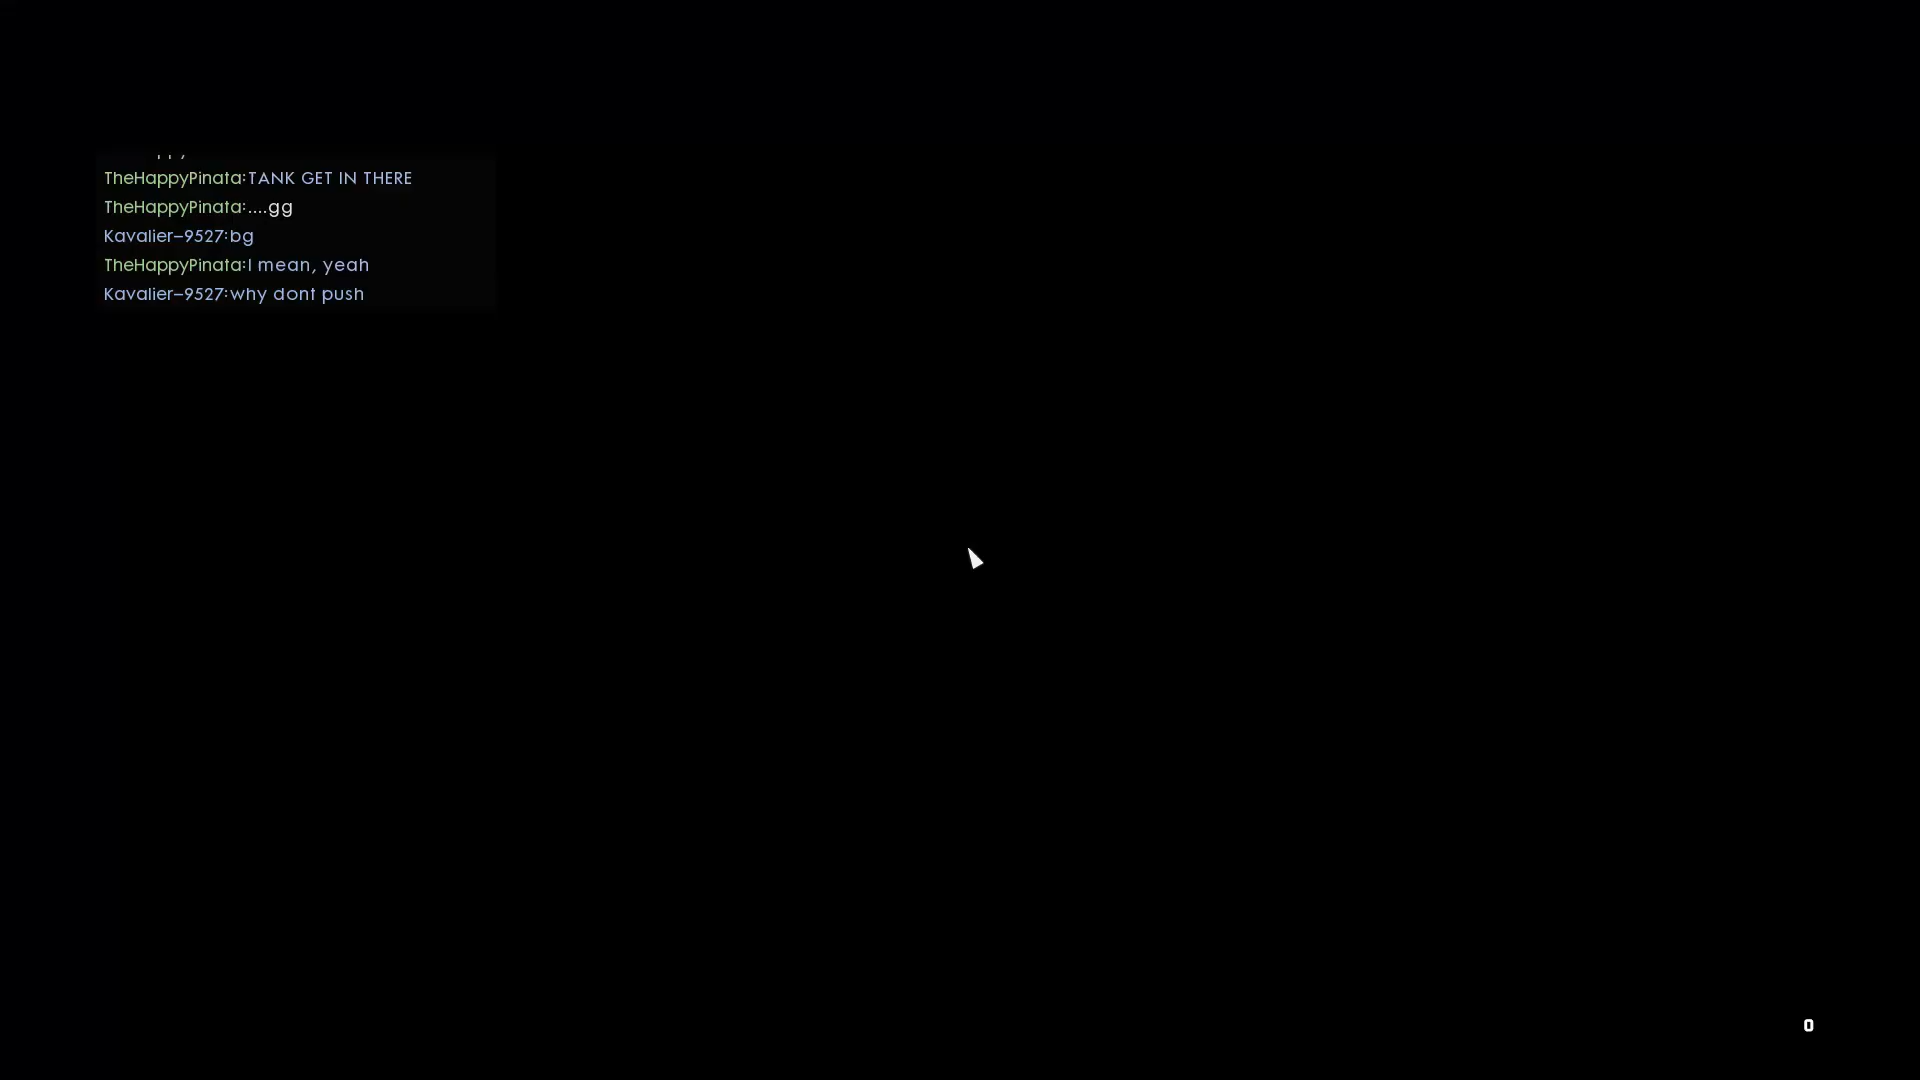 TheHappyPinata:TANK GET IN THERE
TheHappyPinata:....gg
Kavalier-9527:bg
TheHappyPinata:I mean, yeah
Kavalier-9527:why dont push
0